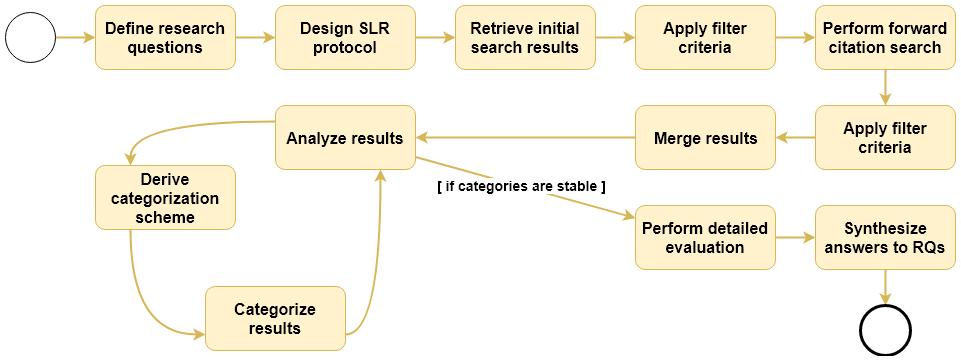 Define research
questions
Design SLR
protocol
Retrieve initial
search results
Apply filter
criteria
Perform forward
citation search
Analyze results
Merge results
Apply filter
criteria
Derive
categorization
scheme
[ if categories are stable ]
Perform detailed
evaluation
Synthesize
answers to RQs
Categorize
results